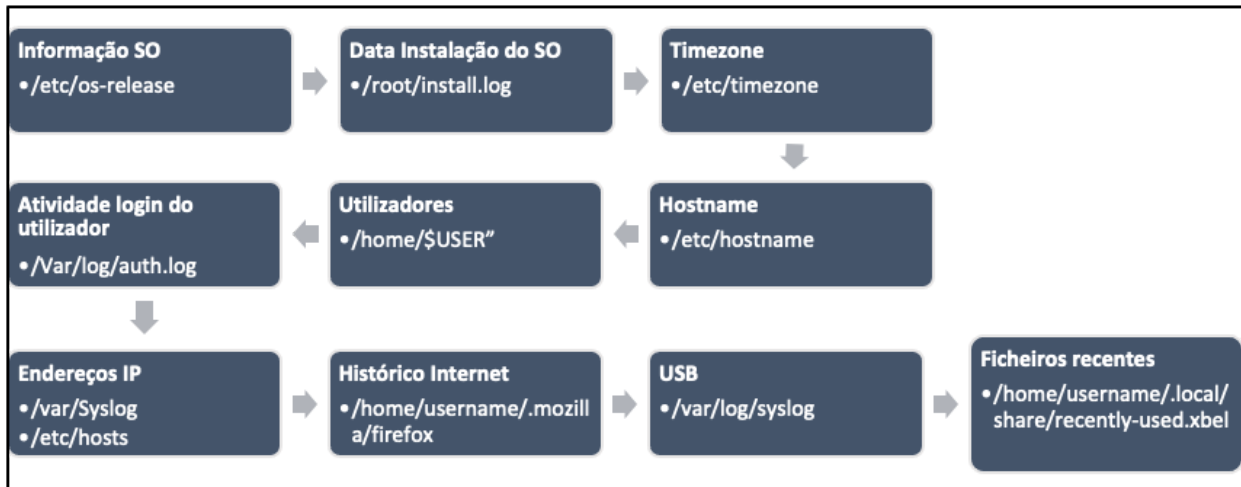 Informação SO
•/etc/os-release
Data Instalação do SO
•/root/install.log
Timezone
•/etc/timezone
Hostname
•/etc/hostname
Utilizadores
•/home/$USER”
Atividade login do
utilizador
•/Var/log/auth.log
Endereços IP
•/var/Syslog
•/etc/hosts
Histórico Internet
•/home/username/.mozill
a/firefox
USB
•/var/log/syslog
Ficheiros recentes
•/home/username/.local/
share/recently-used.xbel